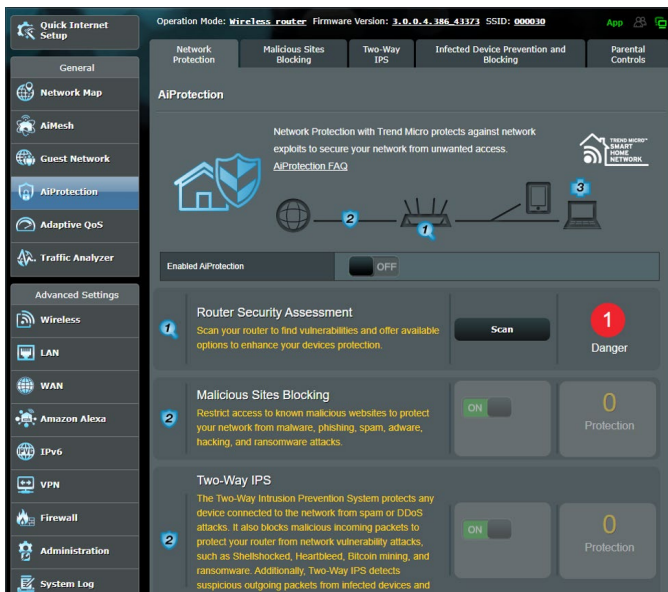 Quick Internet
Setup
Operation Mode: Wireless router Firmware Version: 3.0.0.4.386_43373 SSID: 000030
App
Network
Protection
Malicious Sites
Blocking
Two-Way
IPS
Infected Device Prevention and
Blocking
Parental
Controls
General
Network Map
AiMesh
Guest Network
AiProtection
Adaptive QoS
Traffic Analyzer
Advanced Settings
Wireless
LAN
WAN
Amazon Alexa
IPv6
VPN
Firewall
Administration
System Log
AiProtection
Network Protection with Trend Micro protects against network
exploits to secure your network from unwanted access.
AiProtection FAQ
TREND MICRO™
SMART
HOME
NETWORK
2
1
3
Enabled AiProtection
OFF
1
Router Security Assessment
Scan your router to find vulnerabilities and offer available
options to enhance your devices protection.
Scan
1
Danger
2
Malicious Sites Blocking
Restrict access to known malicious websites to protect
your network from malware, phishing, spam, adware,
hacking, and ransomware attacks.
ON
0
Protection
2
Two-Way IPS
The Two-Way Intrusion Prevention System protects any
device connected to the network from spam or DDoS
attacks. It also blocks malicious incoming packets to
protect your router from network vulnerability attacks,
such as Shellshocked, Heartbleed, Bitcoin mining, and
ransomware. Additionally, Two-Way IPS detects
suspicious outgoing packets from infected devices and
ON
0
Protection